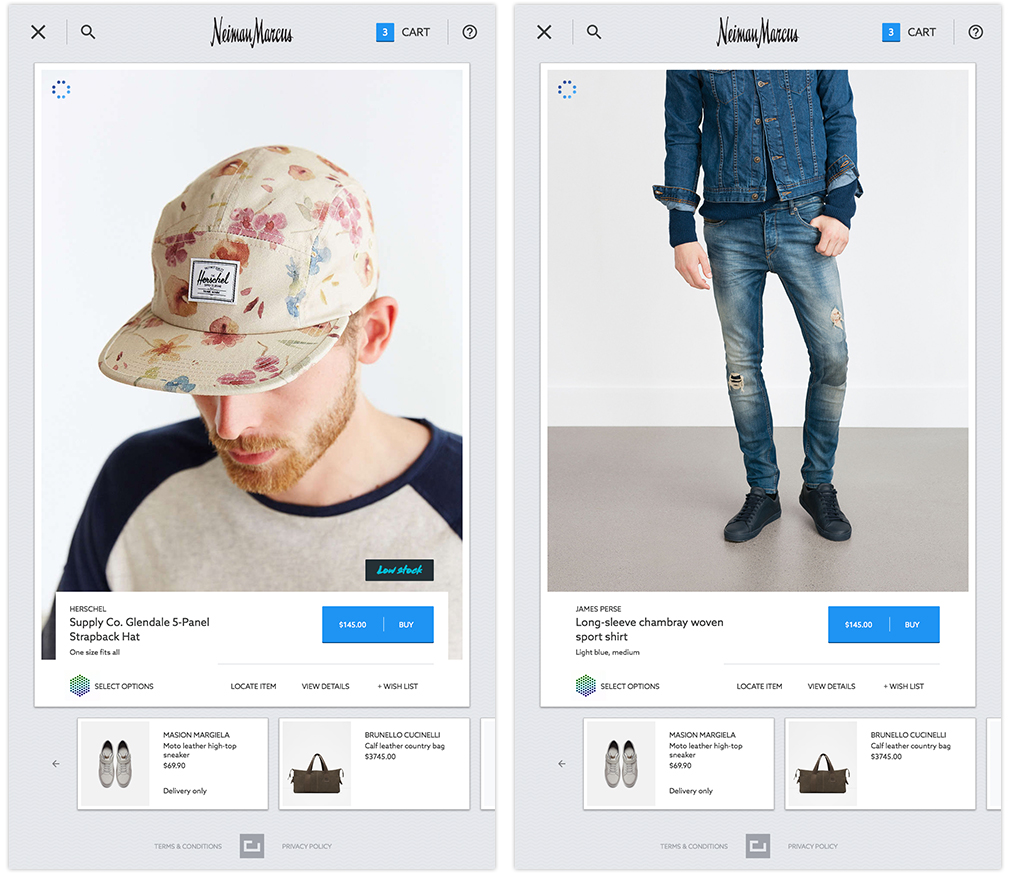 Neiman Marcus
3 CART
Herschel
Low stock
HERSCHEL
Supply Co. Glendale 5-Panel
Strapback Hat
One size fits all
$145.00 BUY
SELECT OPTIONS
LOCATE ITEM
VIEW DETAILS
+ WISH LIST
MASION MARGIELA
Moto leather high-top
sneaker
$69.90
Delivery only
BRUNELLO CUCINELLI
Calf leather country bag
$3745.00
TERMS & CONDITIONS
PRIVACY POLICY
Neiman Marcus
3 CART
JAMES PERSE
Long-sleeve chambray woven
sport shirt
Light blue, medium
$145.00 BUY
SELECT OPTIONS
LOCATE ITEM
VIEW DETAILS
+ WISH LIST
MASION MARGIELA
Moto leather high-top
sneaker
$69.90
Delivery only
BRUNELLO CUCINELLI
Calf leather country bag
$3745.00
TERMS & CONDITIONS
PRIVACY POLICY